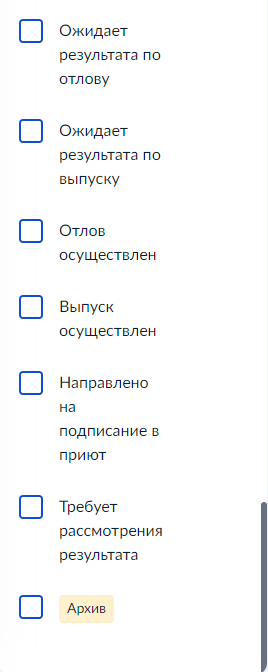 Ожидает
результата по
отлову
Ожидает
результата по
выпуску
Отлов
осуществлен
Выпуск
осуществлен
Направлено
на
подписание в
приют
Требует
рассмотрения
результата
Архив